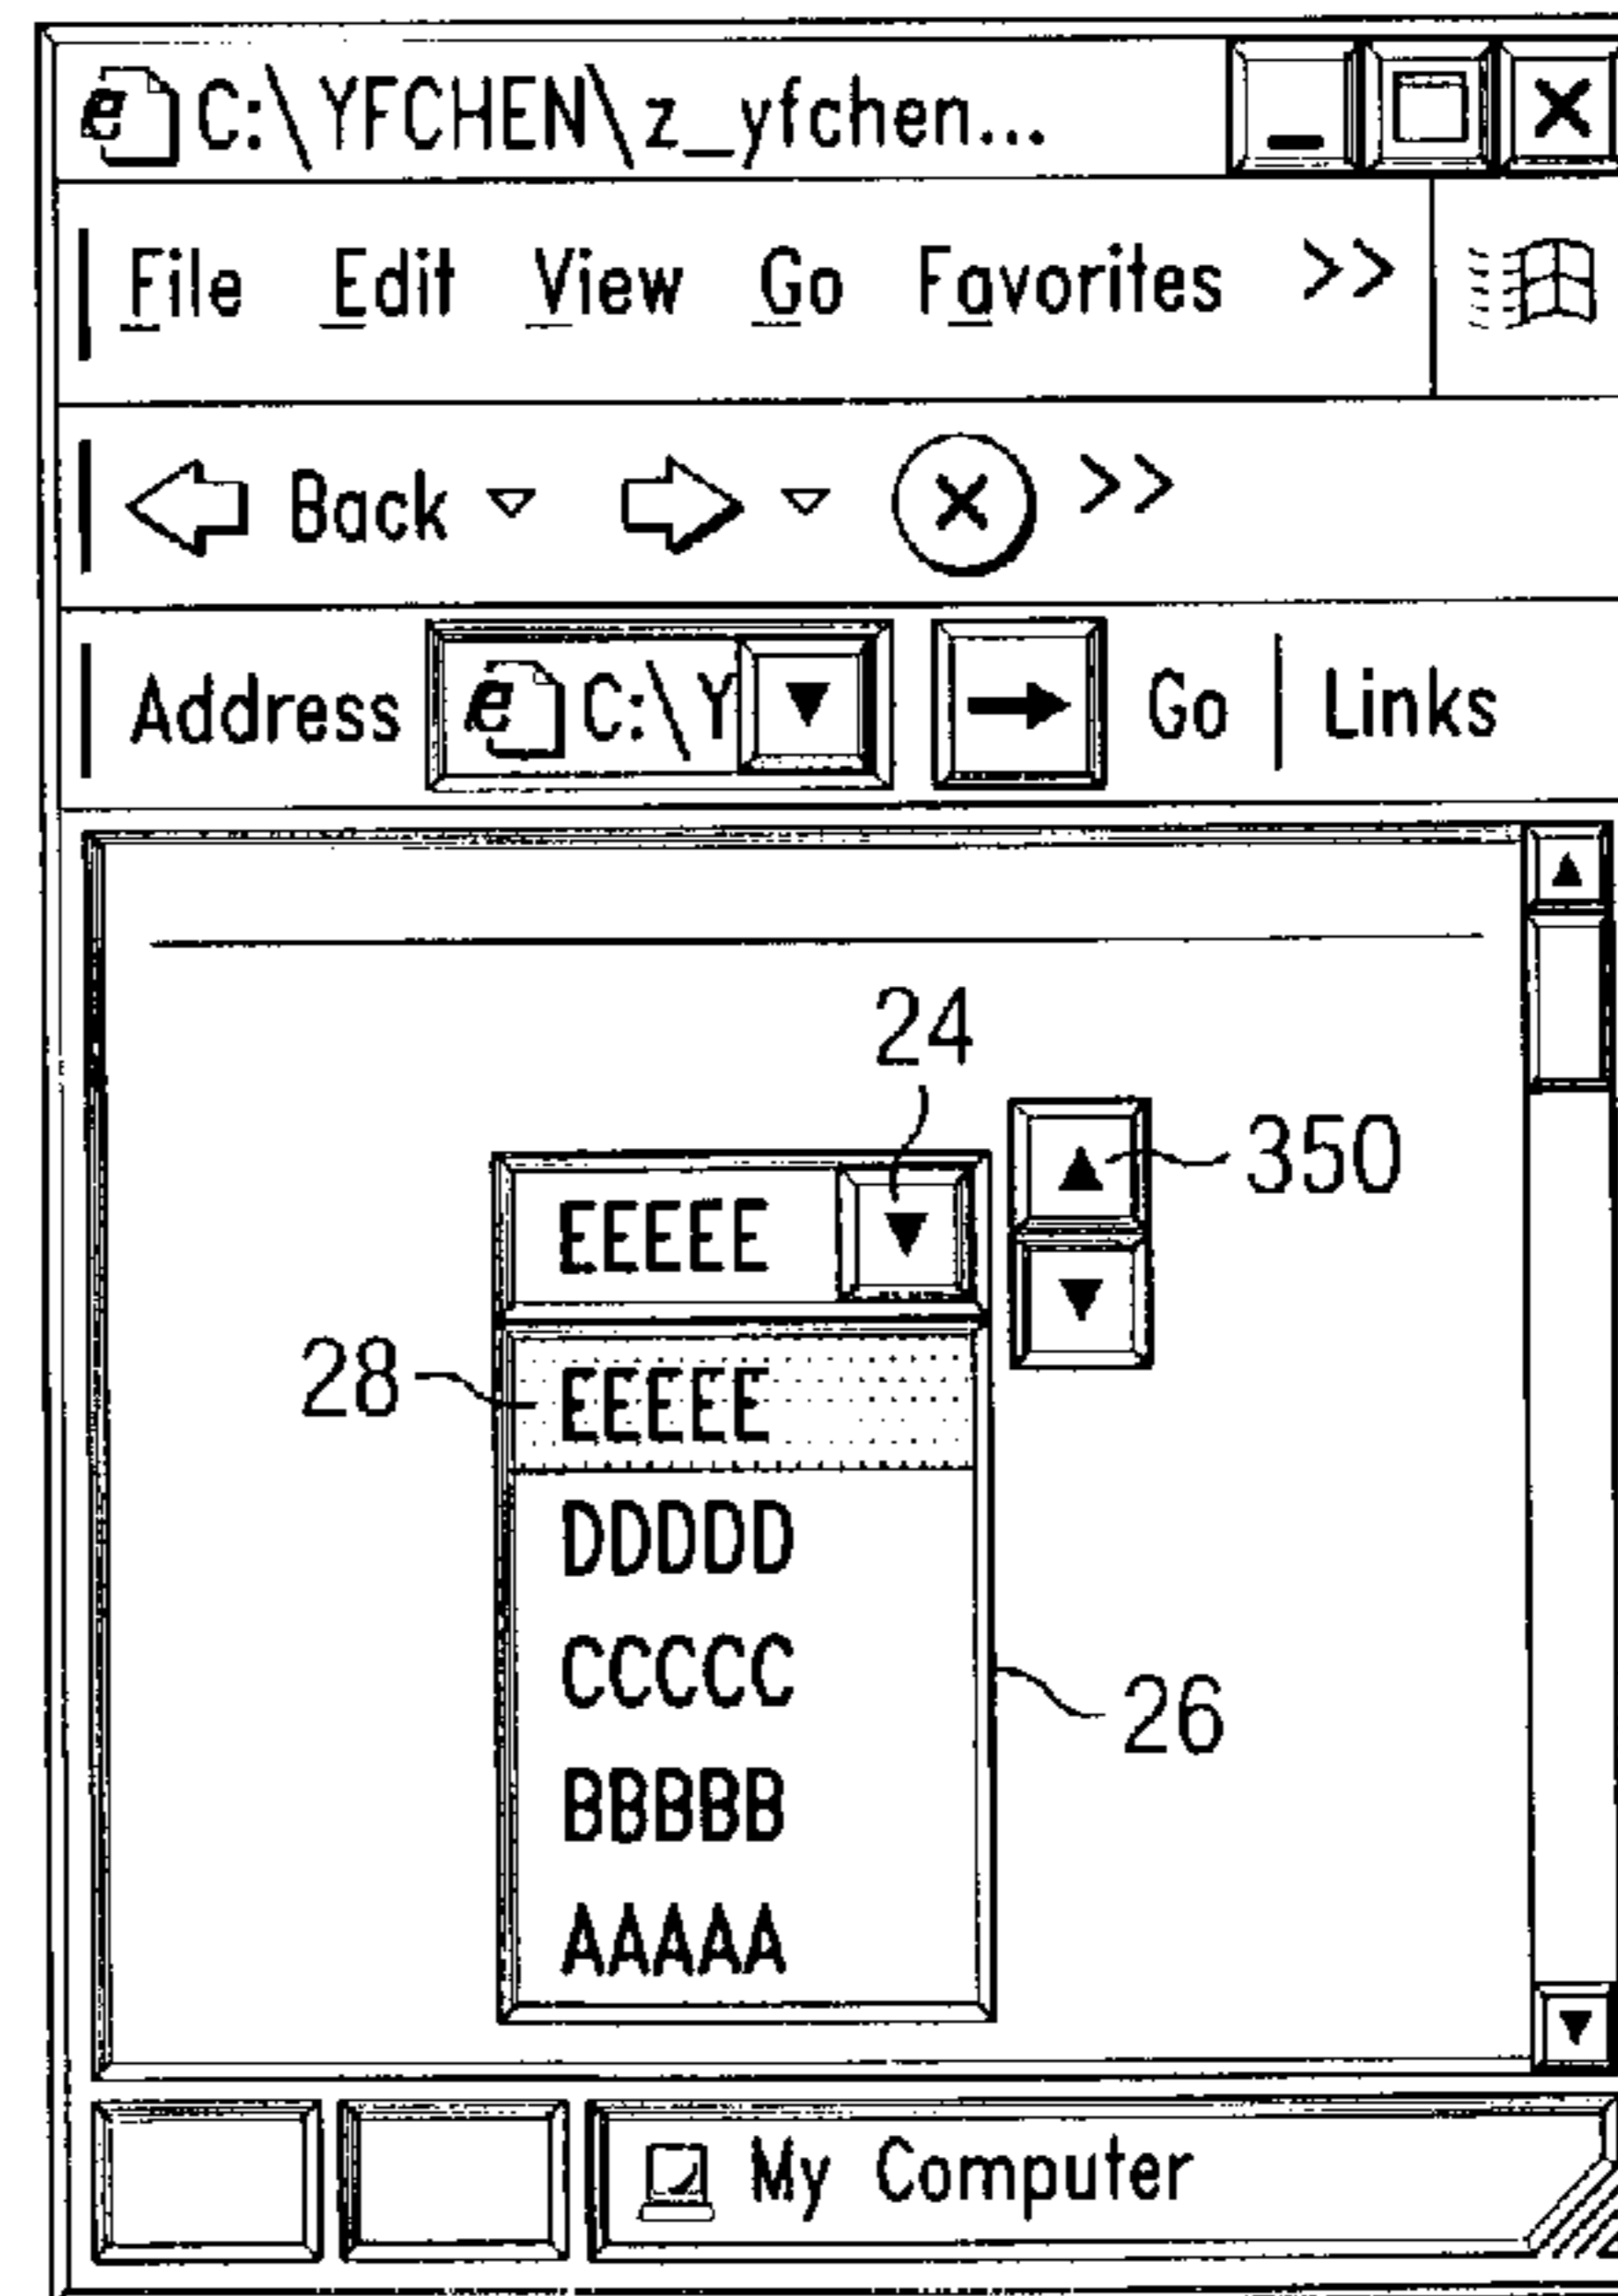 C:\YFCHEN\z_yfchen...
File Edit View Go Favorites >>
Back >>
Address C:\Y Go | Links
24
350
EEEEE
28 EEEEE
DDDDD
CCCCC
26
BBBBB
AAAAA
My Computer